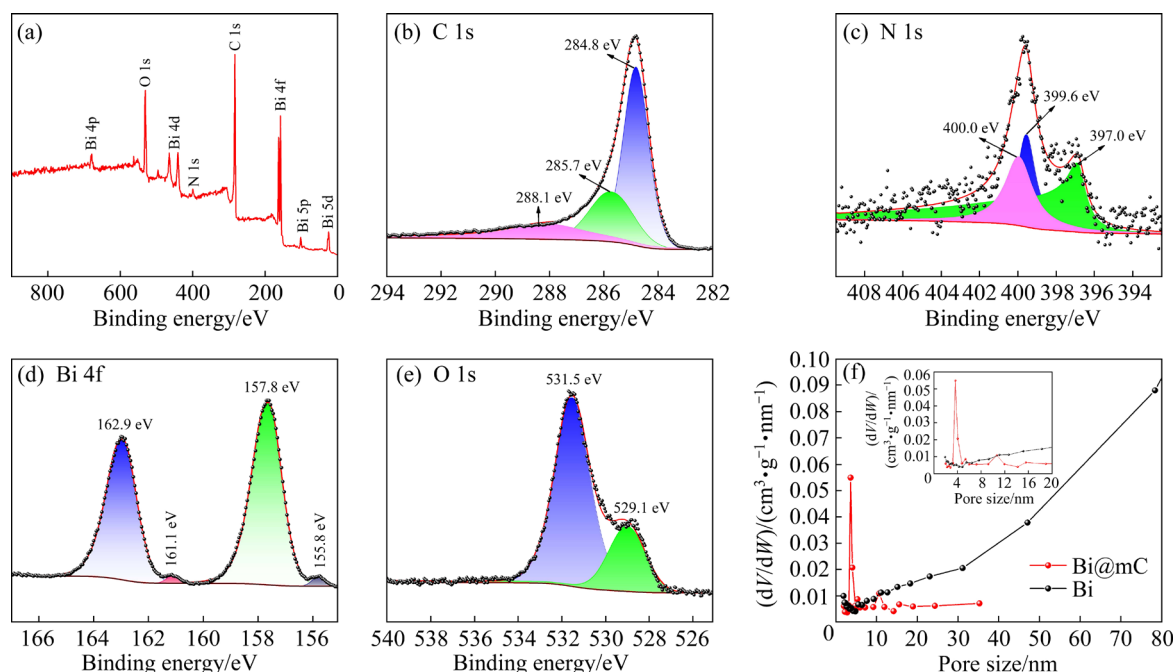 (a)
Bi 4p
O 1s
Bi 4d
N 1s
C 1s
Bi 4f
Bi 5p
Bi 5d
800 600 400 200 0
Binding energy/eV
(b) C 1s
284.8 eV
285.7 eV
288.1 eV
294 292 290 288 286 284 282
Binding energy/eV
(c) N 1s
399.6 eV
400.0 eV
397.0 eV
408 406 404 402 400 398 396 394
Binding energy/eV
(d) Bi 4f
157.8 eV
162.9 eV
161.1 eV
155.8 eV
166 164 162 160 158 156
Binding energy/eV
(e) O 1s
531.5 eV
529.1 eV
540 538 536 534 532 530 528 526
Binding energy/eV
(f)
0.10
0.09
0.08
0.07
0.06
0.05
0.04
0.03
0.02
0.01
0 10 20 30 40 50 60 70 80
(dV/dW)/(cm³•g⁻¹•nm⁻¹)
Pore size/nm
0.06
0.05
0.04
0.03
0.02
0.01
0 4 8 12 16 20
(dV/dW)/
(cm³•g⁻¹•nm⁻¹)
Pore size/nm
Bi@mC
Bi